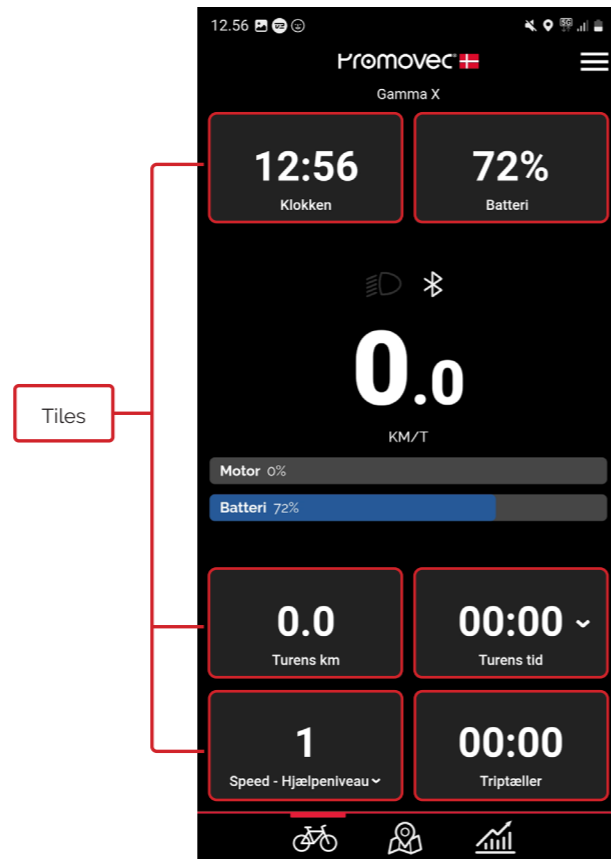 12.56
Promovec
Gamma X
12:56
Klokken
72%
Batteri
0.0
KM/T
Tiles
Motor 0%
Batteri 72%
0.0
Turens km
00:00
Turens tid
1
Speed - Hjælpeniveau
00:00
Triptæller